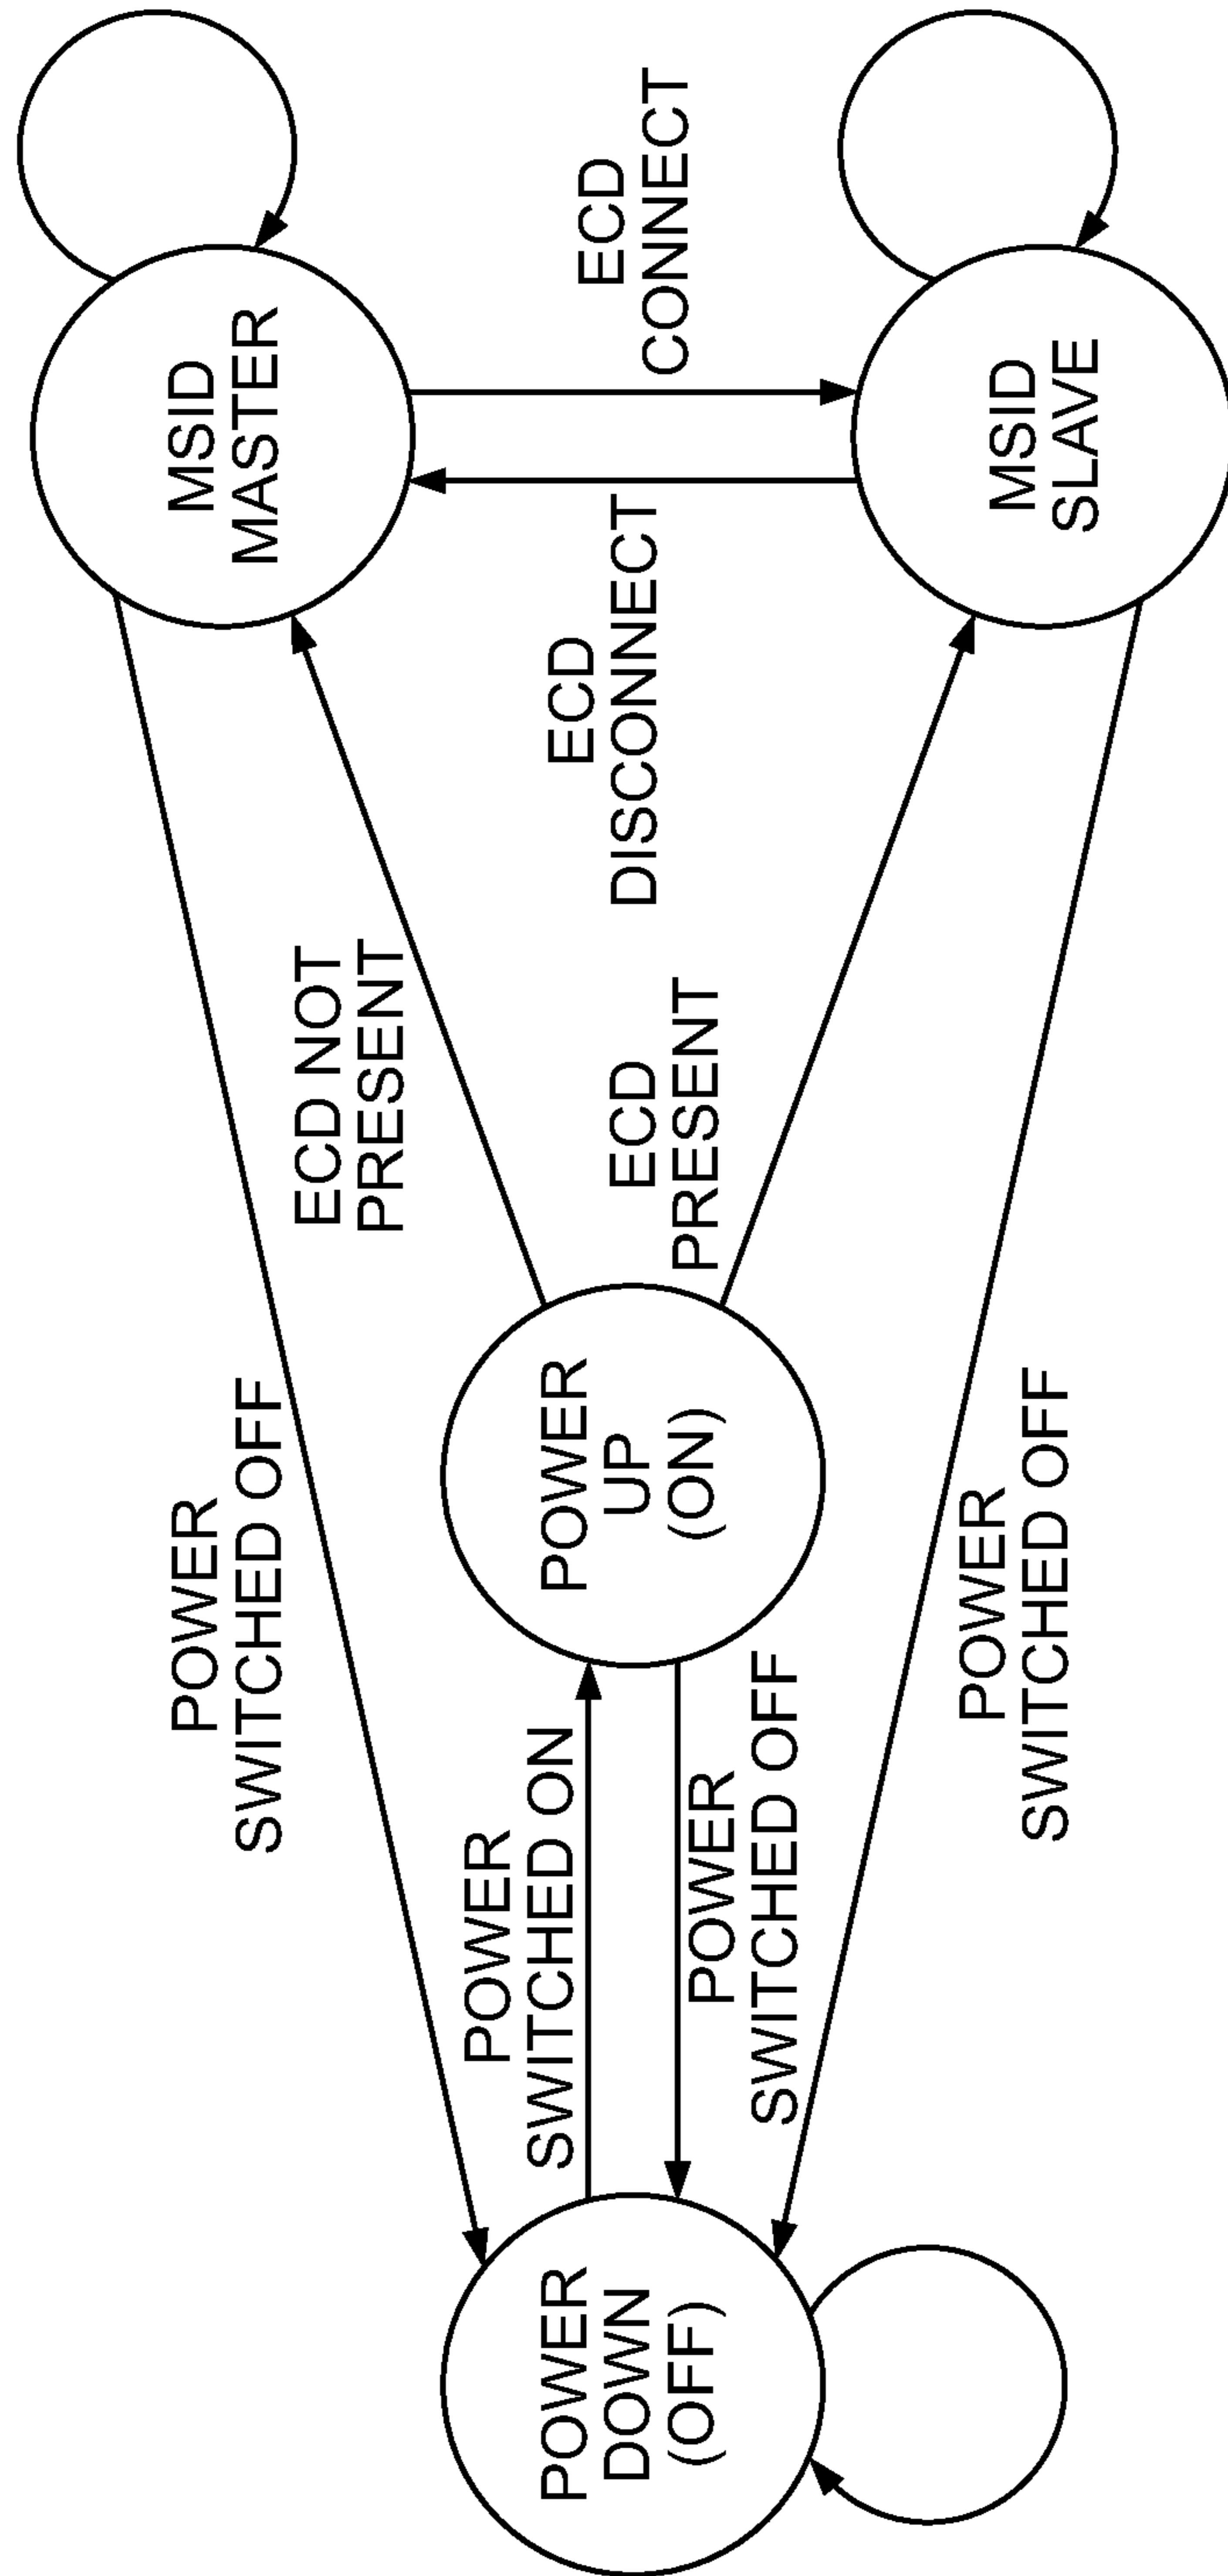 MSID
MASTER
ECD
CONNECT
MSID
SLAVE
ECD
DISCONNECT
ECD NOT
PRESENT
ECD
PRESENT
POWER
SWITCHED OFF
POWER
UP
(ON)
POWER
SWITCHED OFF
POWER
SWITCHED ON
POWER
SWITCHED OFF
POWER
DOWN
(OFF)